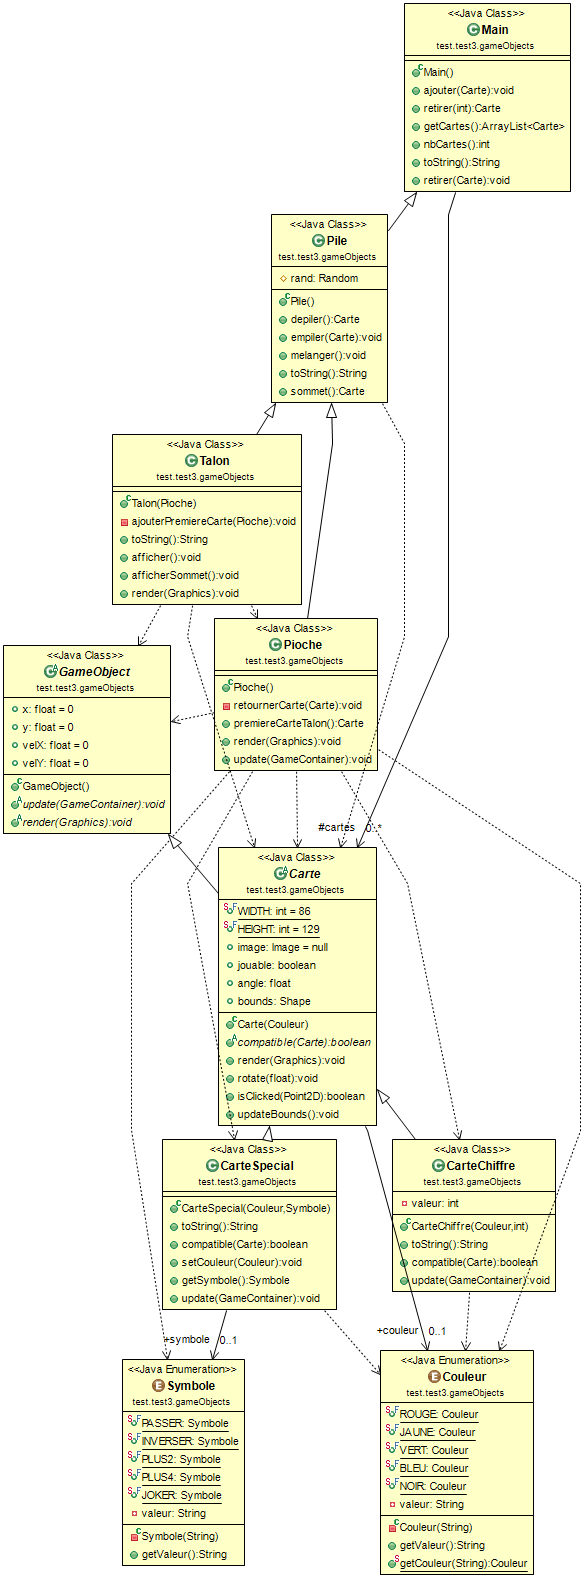 <<Java Class>>
Main
test.test3.gameObjects
Main()
ajouter(Carte):void
retirer(int):Carte
getCartes():ArrayList<Carte>
nbCartes():int
toString():String
retirer(Carte):void
<<Java Class>>
Pile
test.test3.gameObjects
rand: Random
Pile()
depiler():Carte
empiler(Carte):void
melanger():void
toString():String
sommet():Carte
<<Java Class>>
Talon
test.test3.gameObjects
Talon(Pioche)
ajouterPremiereCarte(Pioche):void
toString():String
afficher():void
afficherSommet():void
render(Graphics):void
<<Java Class>>
Pioche
test.test3.gameObjects
Pioche()
retournerCarte(Carte):void
premiereCarteTalon():Carte
render(Graphics):void
update(GameContainer):void
<<Java Class>>
GameObject
test.test3.gameObjects
x: float = 0
y: float = 0
velX: float = 0
velY: float = 0
GameObject()
update(GameContainer):void
render(Graphics):void
#cartes 0..*
<<Java Class>>
Carte
test.test3.gameObjects
WIDTH: int = 86
HEIGHT: int = 129
image: Image = null
jouable: boolean
angle: float
bounds: Shape
Carte(Couleur)
compatible(Carte):boolean
render(Graphics):void
rotate(float):void
isClicked(Point2D):boolean
updateBounds():void
<<Java Class>>
CarteSpecial
test.test3.gameObjects
CarteSpecial(Couleur,Symbole)
toString():String
compatible(Carte):boolean
setCouleur(Couleur):void
getSymbole():Symbole
update(GameContainer):void
<<Java Class>>
CarteChiffre
test.test3.gameObjects
valeur: int
CarteChiffre(Couleur,int)
toString():String
compatible(Carte):boolean
update(GameContainer):void
+symbole 0..1
+couleur 0..1
<<Java Enumeration>>
Symbole
test.test3.gameObjects
PASSER: Symbole
INVERSER: Symbole
PLUS2: Symbole
PLUS4: Symbole
JOKER: Symbole
valeur: String
Symbole(String)
getValeur():String
<<Java Enumeration>>
Couleur
test.test3.gameObjects
ROUGE: Couleur
JAUNE: Couleur
VERT: Couleur
BLEU: Couleur
NOIR: Couleur
valeur: String
Couleur(String)
getValeur():String
getCouleur(String):Couleur